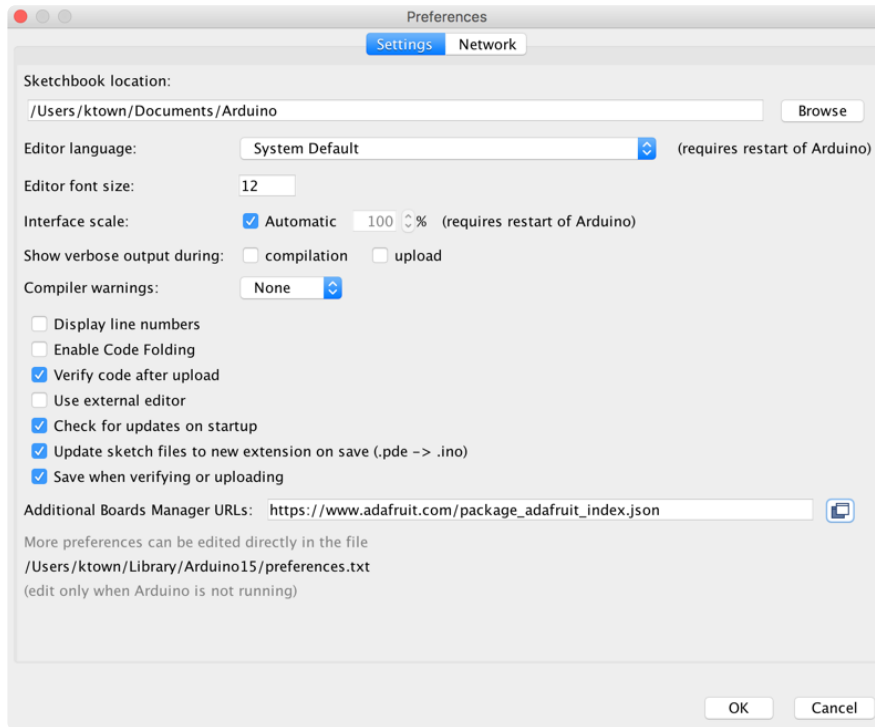 Preferences
Settings Network
Sketchbook location:
/Users/ktown/Documents/Arduino Browse
Editor language: System Default (requires restart of Arduino)
Editor font size: 12
Interface scale: Automatic 100 % (requires restart of Arduino)
Show verbose output during: compilation upload
Compiler warnings: None
Display line numbers
Enable Code Folding
Verify code after upload
Use external editor
Check for updates on startup
Update sketch files to new extension on save (.pde -> .ino)
Save when verifying or uploading
Additional Boards Manager URLs: https://www.adafruit.com/package_adafruit_index.json
More preferences can be edited directly in the file
/Users/ktown/Library/Arduino15/preferences.txt
(edit only when Arduino is not running)
OK Cancel